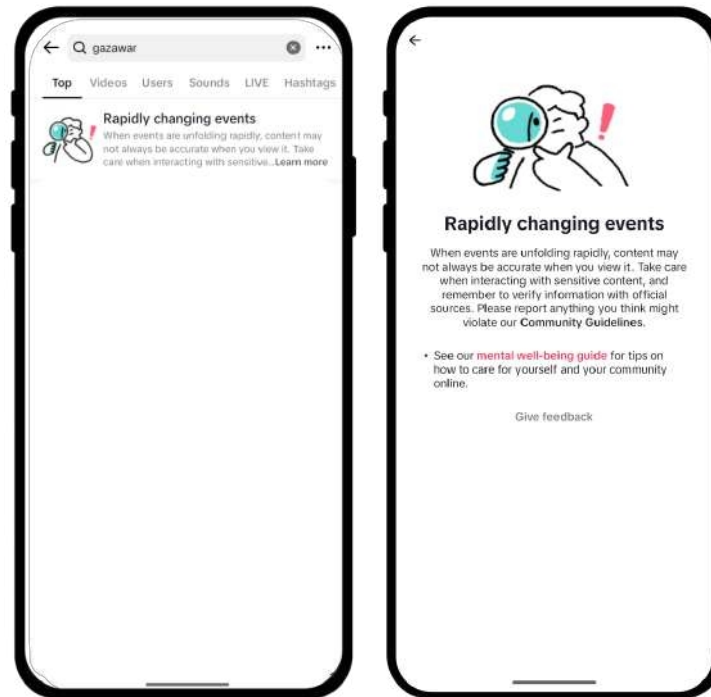 gazawar
Top Videos Users Sounds LIVE Hashtags
Rapidly changing events
When events are unfolding rapidly, content may
not always be accurate when you view it. Take
care when interacting with sensitive...Learn more
Rapidly changing events
When events are unfolding rapidly, content may
not always be accurate when you view it. Take care
when interacting with sensitive content, and
remember to verify information with official
sources. Please report anything you think might
violate our Community Guidelines.
• See our mental well-being guide for tips on
how to care for yourself and your community
online.
Give feedback